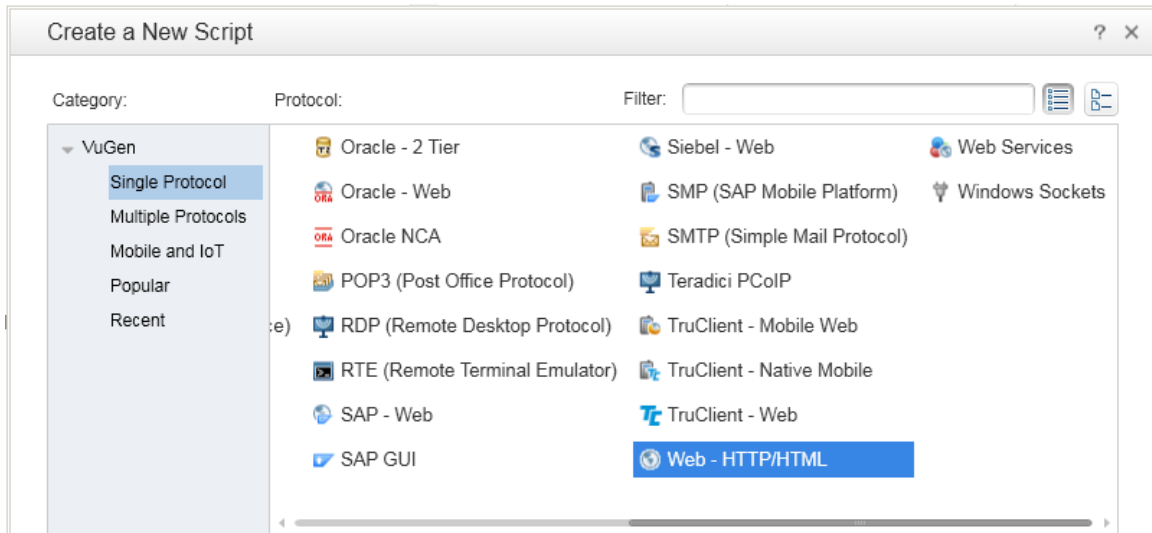 Create a New Script
?
Category:
Protocol:
Filter:
VuGen
Single Protocol
Multiple Protocols
Mobile and IoT
Popular
Recent
:e)
Oracle - 2 Tier
Oracle - Web
Oracle NCA
POP3 (Post Office Protocol)
RDP (Remote Desktop Protocol)
RTE (Remote Terminal Emulator)
SAP - Web
SAP GUI
Siebel - Web
SMP (SAP Mobile Platform)
SMTP (Simple Mail Protocol)
Teradici PCoIP
TruClient - Mobile Web
TruClient - Native Mobile
TruClient - Web
Web - HTTP/HTML
Web Services
Windows Sockets